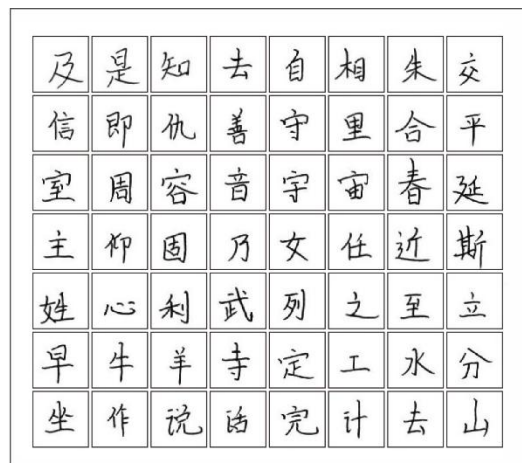 及是知去自相朱交
信即仇善守里合平
室周容音宇宙春延
主仰固乃女任近斯
姓心利武列之至立
早牛羊寺定工水分
坐作说活完计去山